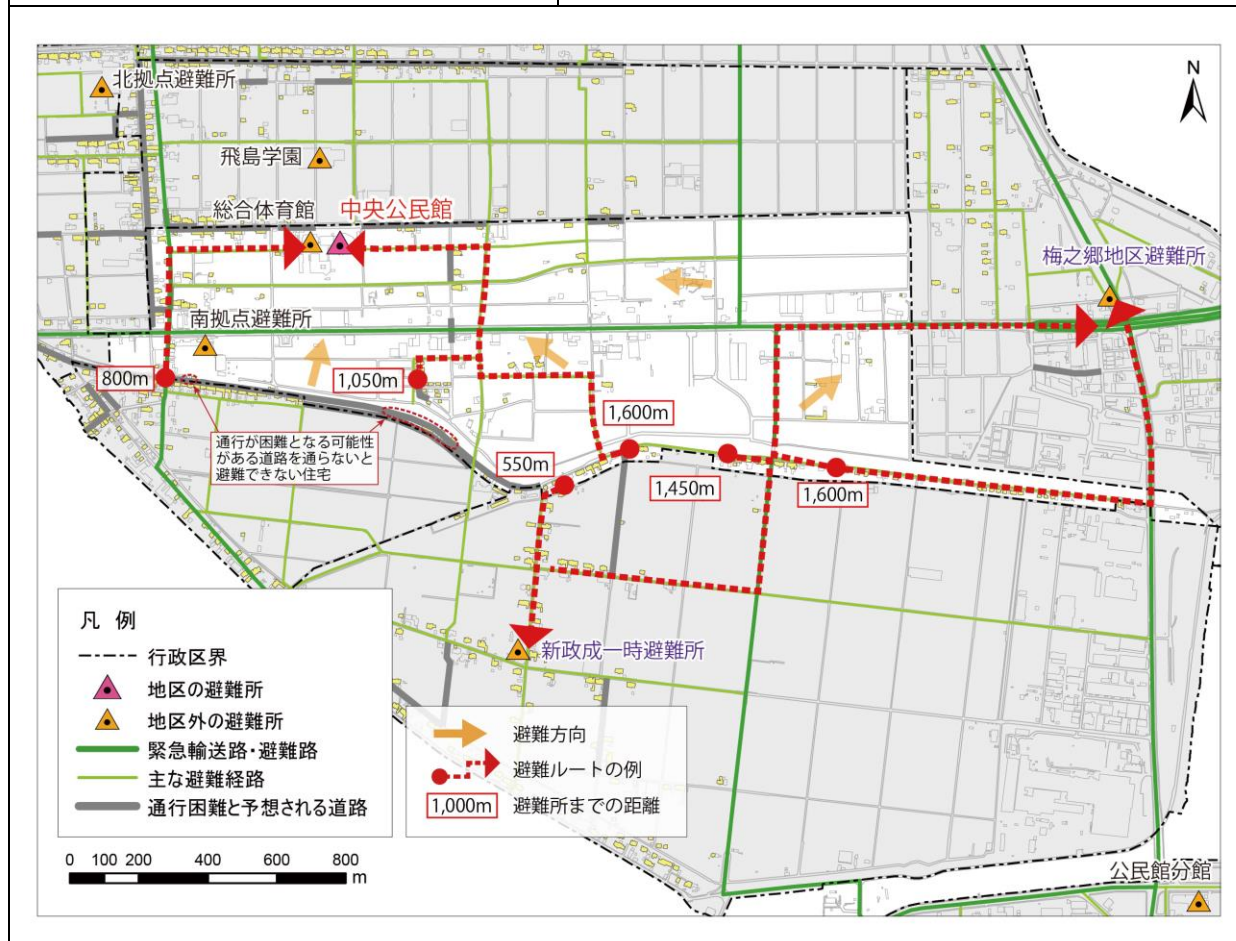 北拠点避難所
N
飛島学園
総合体育館
中央公民館
梅之郷地区避難所
南拠点避難所
800m
1,050m
1,600m
通行が困難となる可能性
がある道路を通らないと
避難できない住宅
550m
1,450m
1,600m
新政成一時避難所
凡 例
行政区界
地区の避難所
地区外の避難所
緊急輸送路・避難路
主な避難経路
通行困難と予想される道路
避難方向
避難ルートの例
1,000m 避難所までの距離
0 100 200 400 600 800
m
公民館分館